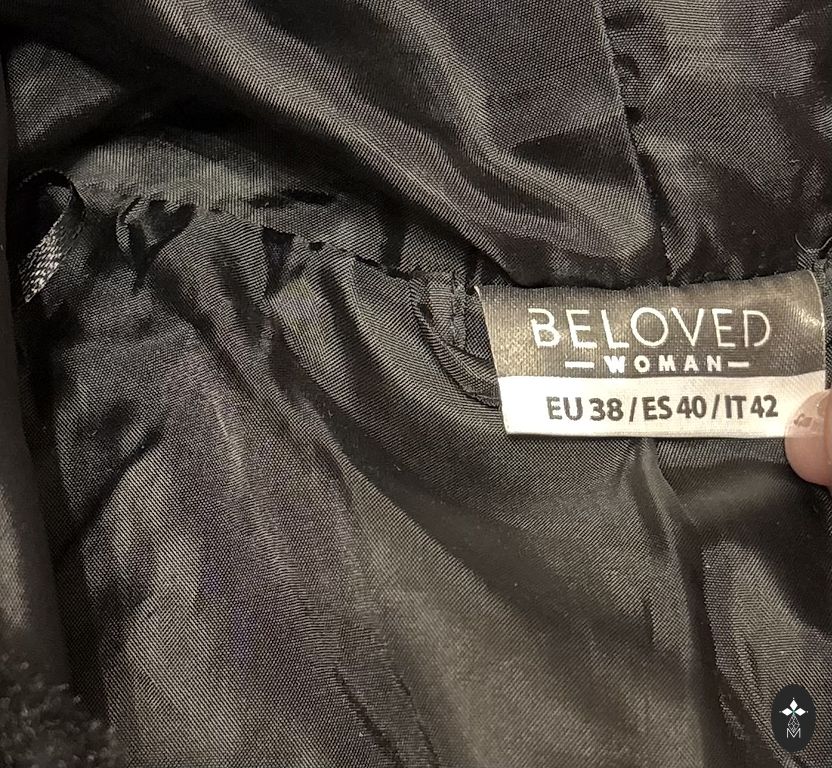 BELOVED
— WOMAN —
EU 38 / ES 40 / IT 42
M